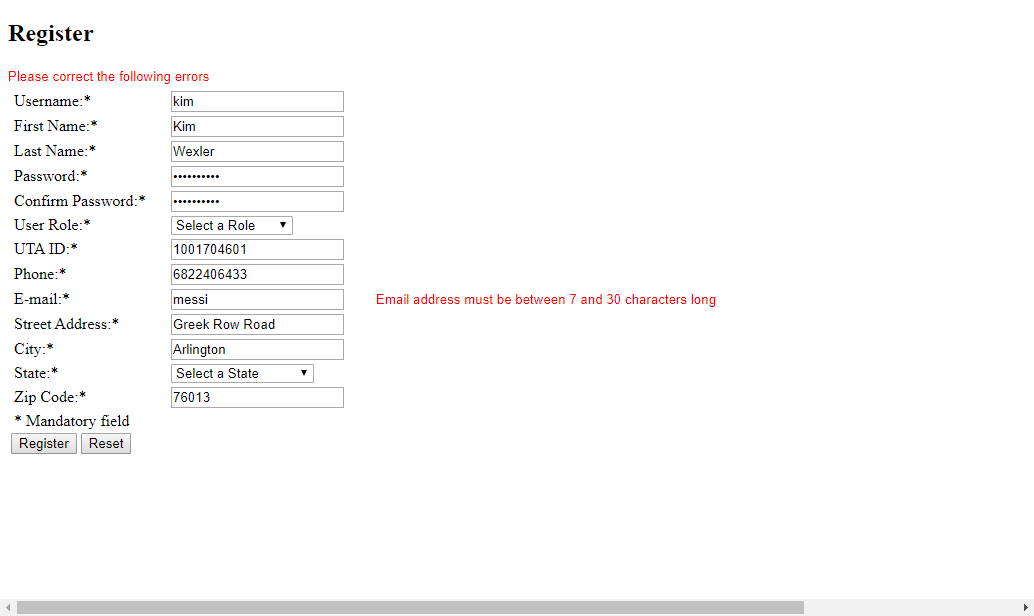 Register
Please correct the following errors
Username:* kim
First Name:* Kim
Last Name:* Wexler
Password:* ••••••••••
Confirm Password:* ••••••••••
User Role:* Select a Role ▼
UTA ID:* 1001704601
Phone:* 6822406433
E-mail:* messi Email address must be between 7 and 30 characters long
Street Address:* Greek Row Road
City:* Arlington
State:* Select a State ▼
Zip Code:* 76013
* Mandatory field
Register Reset